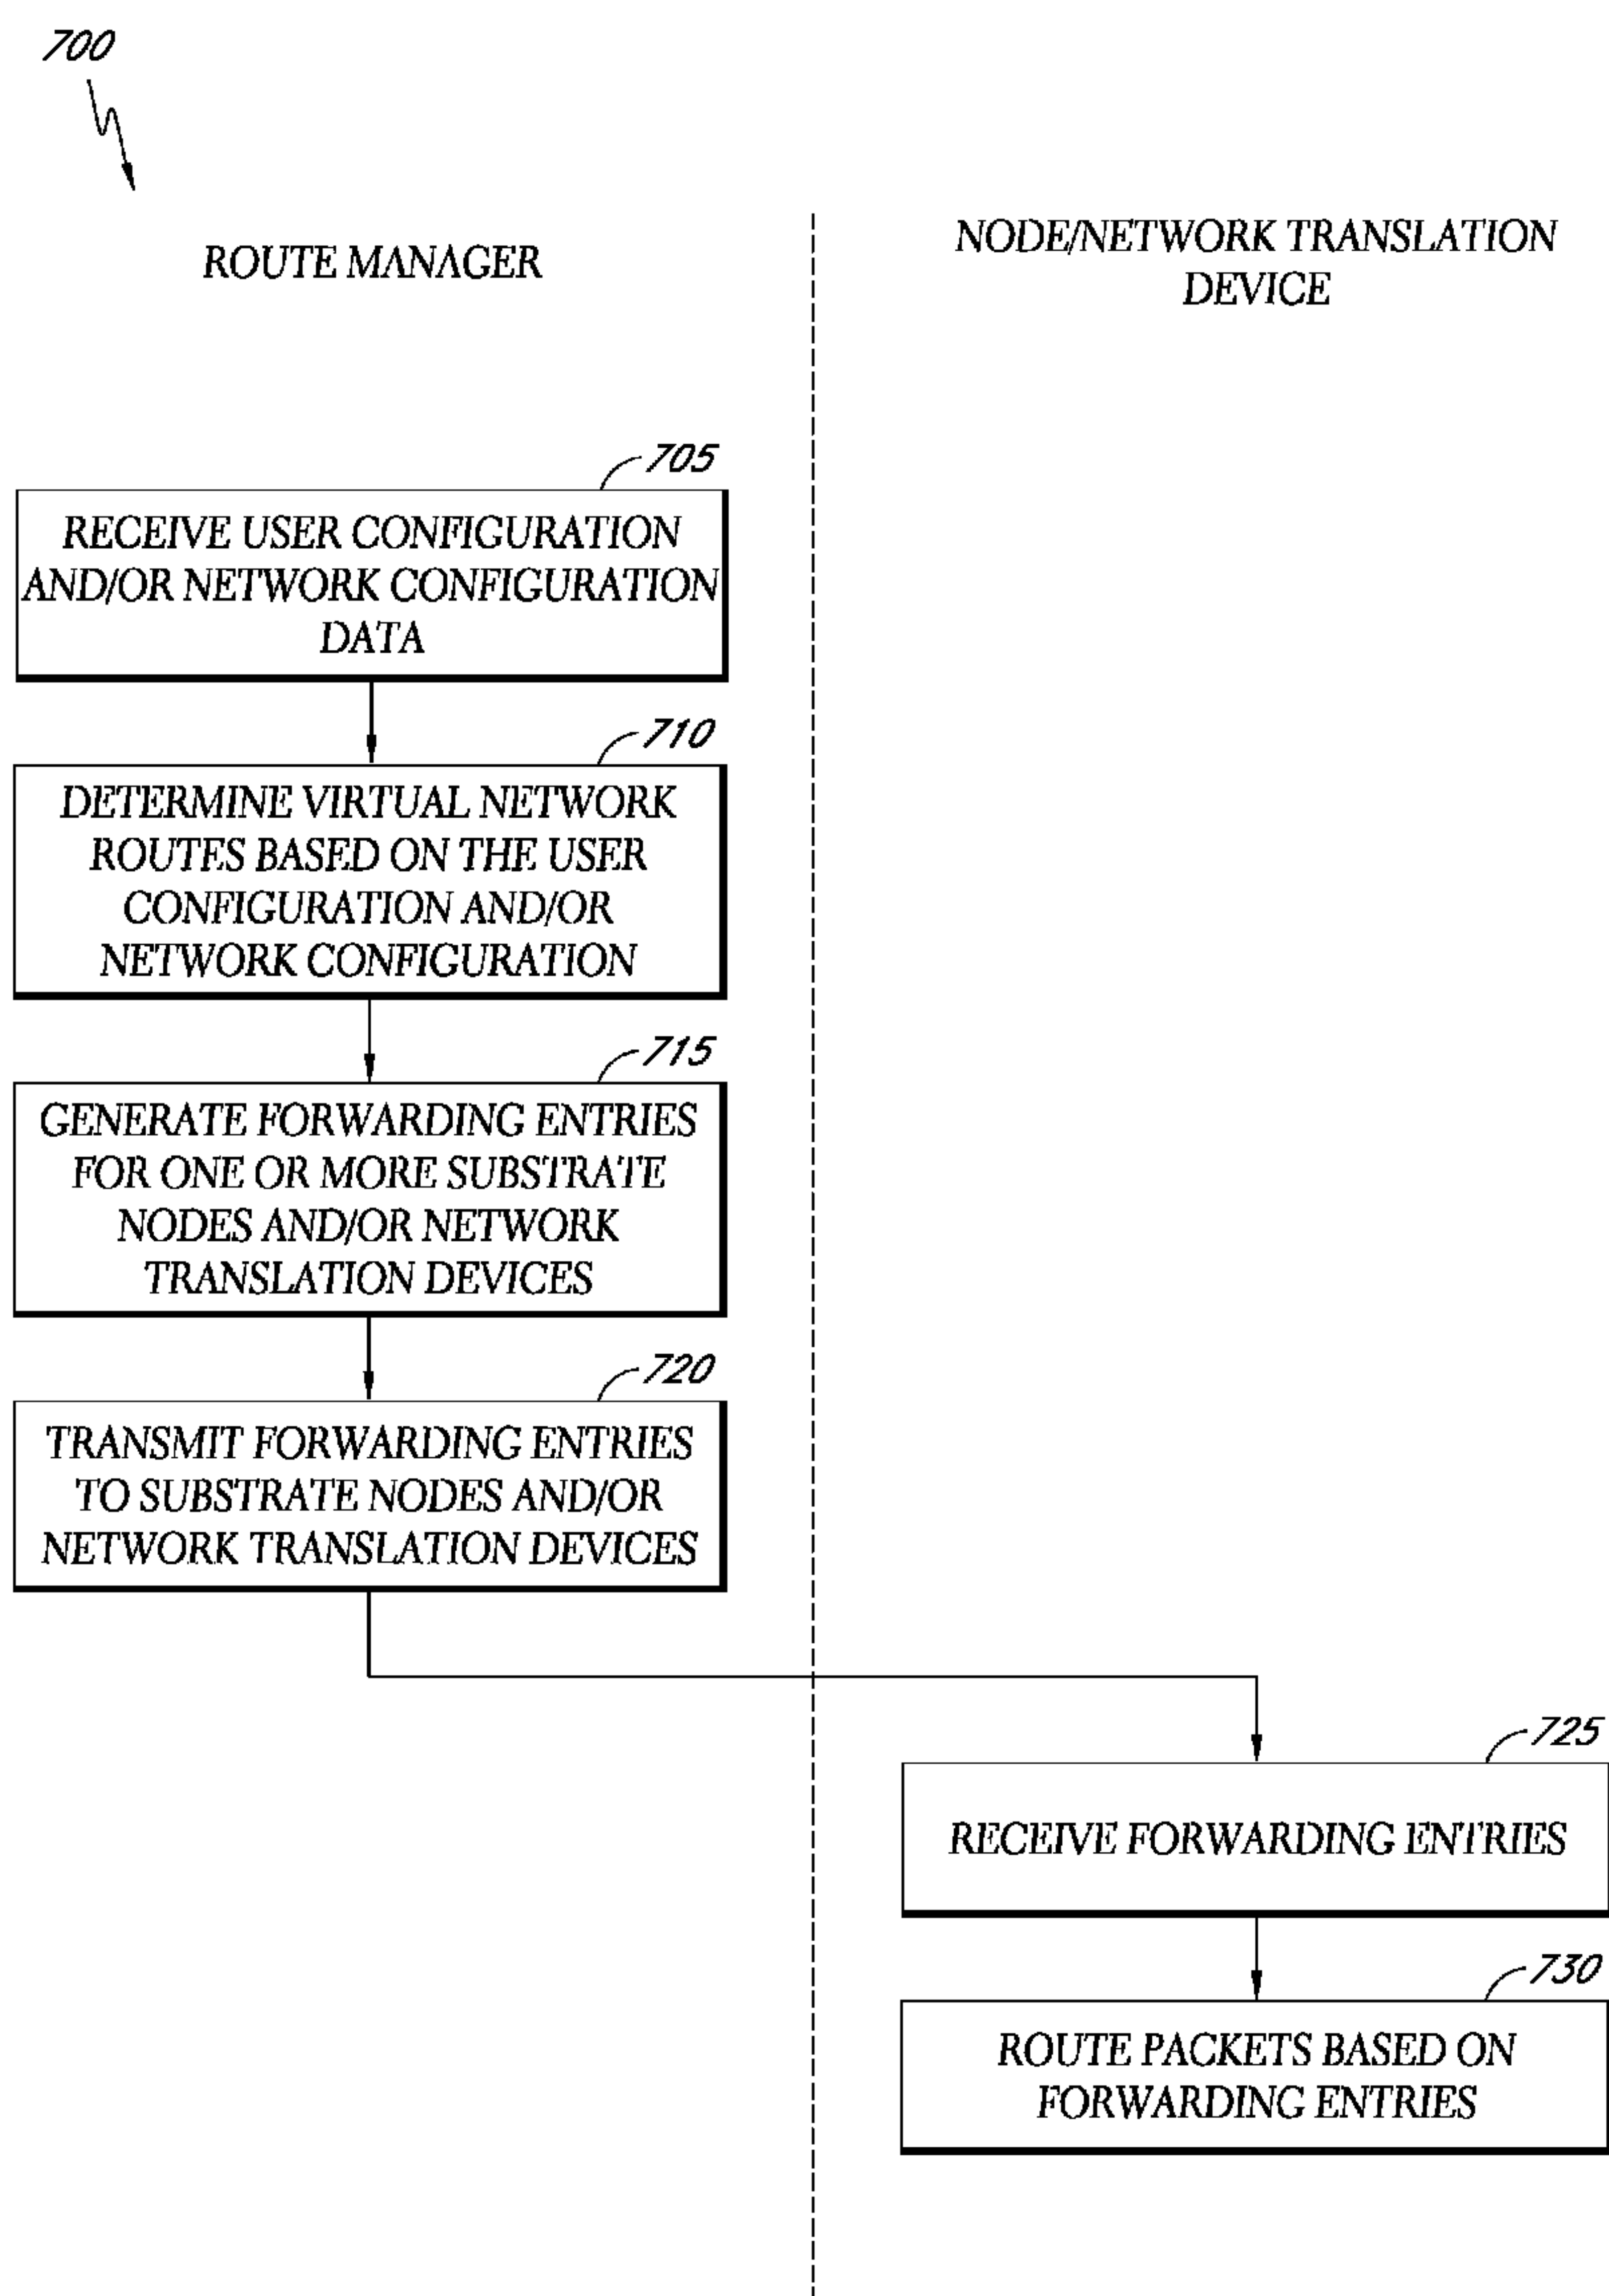 700
ROUTE MANAGER
NODE/NETWORK TRANSLATION
DEVICE
705
RECEIVE USER CONFIGURATION
AND/OR NETWORK CONFIGURATION
DATA
710
DETERMINE VIRTUAL NETWORK
ROUTES BASED ON THE USER
CONFIGURATION AND/OR
NETWORK CONFIGURATION
715
GENERATE FORWARDING ENTRIES
FOR ONE OR MORE SUBSTRATE
NODES AND/OR NETWORK
TRANSLATION DEVICES
720
TRANSMIT FORWARDING ENTRIES
TO SUBSTRATE NODES AND/OR
NETWORK TRANSLATION DEVICES
725
RECEIVE FORWARDING ENTRIES
730
ROUTE PACKETS BASED ON
FORWARDING ENTRIES